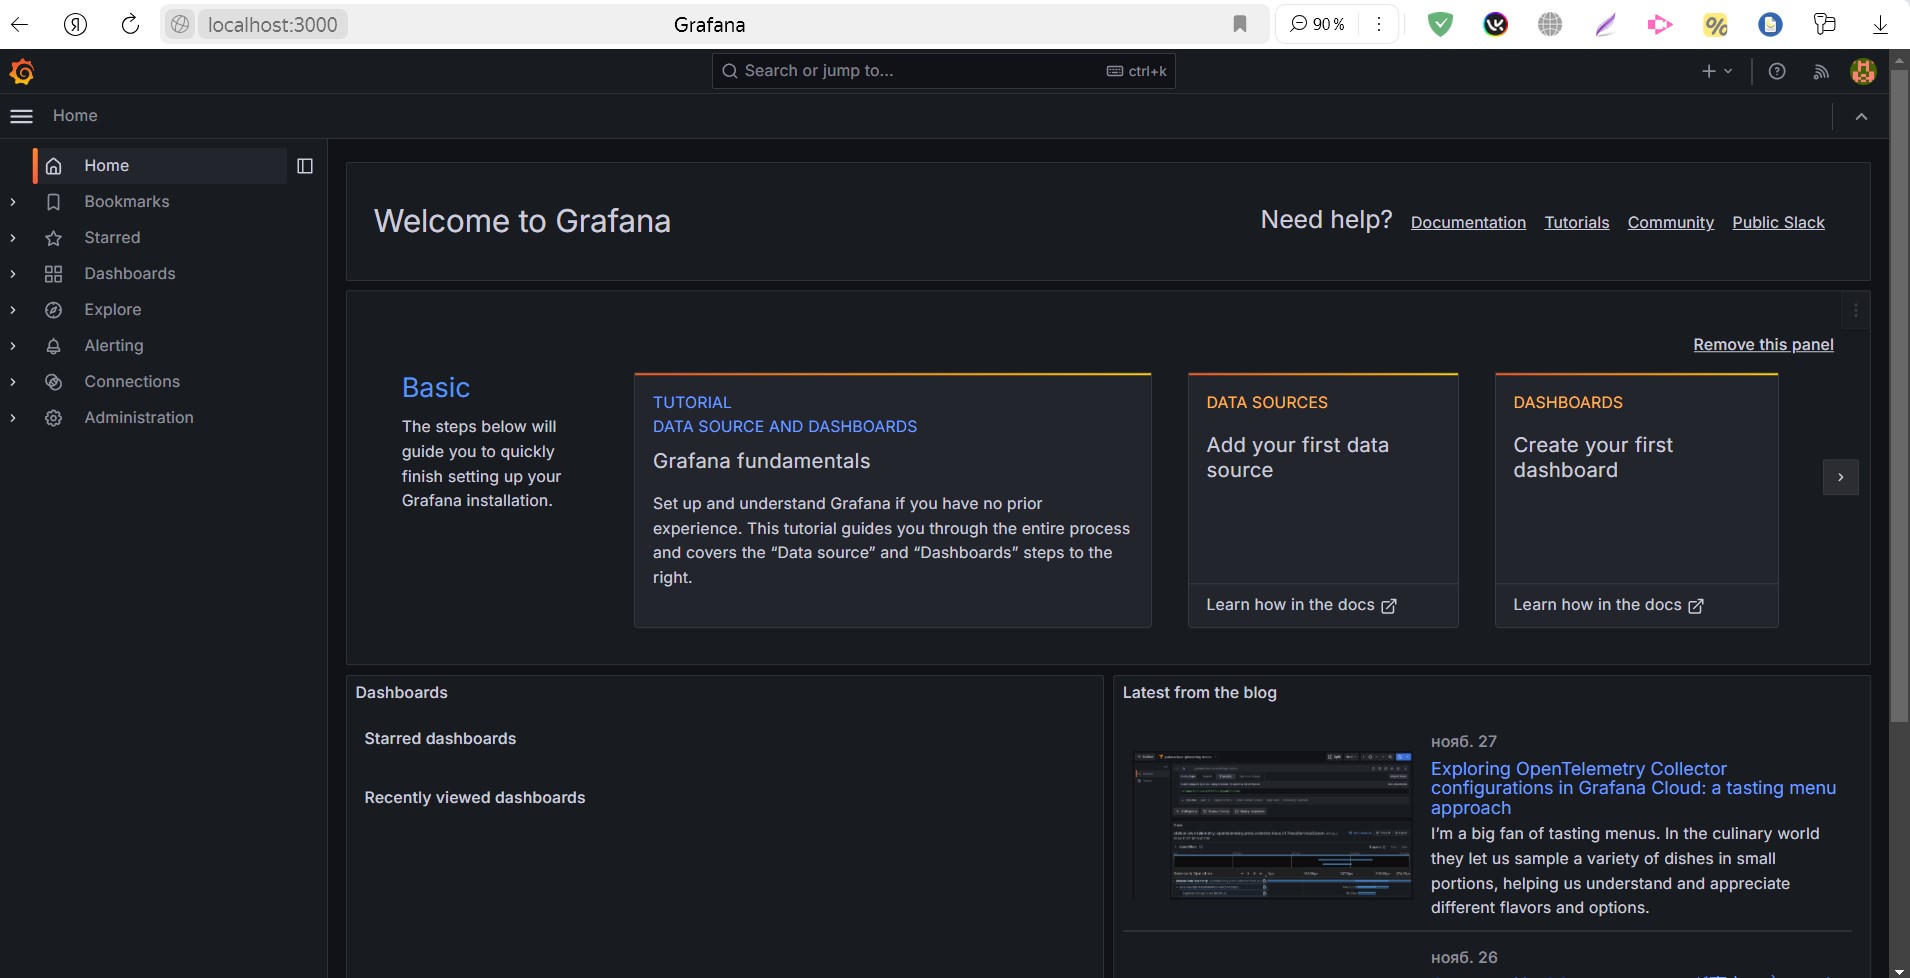 localhost:3000
Grafana
90 %
Search or jump to...
ctrl+k
Home
Home
Bookmarks
Starred
Dashboards
Explore
Alerting
Connections
Administration
Welcome to Grafana
Need help?
Documentation
Tutorials
Community
Public Slack
Remove this panel
Basic
The steps below will
guide you to quickly
finish setting up your
Grafana installation.
TUTORIAL
DATA SOURCE AND DASHBOARDS
Grafana fundamentals
Set up and understand Grafana if you have no prior
experience. This tutorial guides you through the entire process
and covers the “Data source” and “Dashboards” steps to the
right.
DATA SOURCES
Add your first data
source
Learn how in the docs
DASHBOARDS
Create your first
dashboard
Learn how in the docs
Dashboards
Starred dashboards
Recently viewed dashboards
Latest from the blog
нояб. 27
Exploring OpenTelemetry Collector
configurations in Grafana Cloud: a tasting menu
approach
I’m a big fan of tasting menus. In the culinary world
they let us sample a variety of dishes in small
portions, helping us understand and appreciate
different flavors and options.
нояб. 26